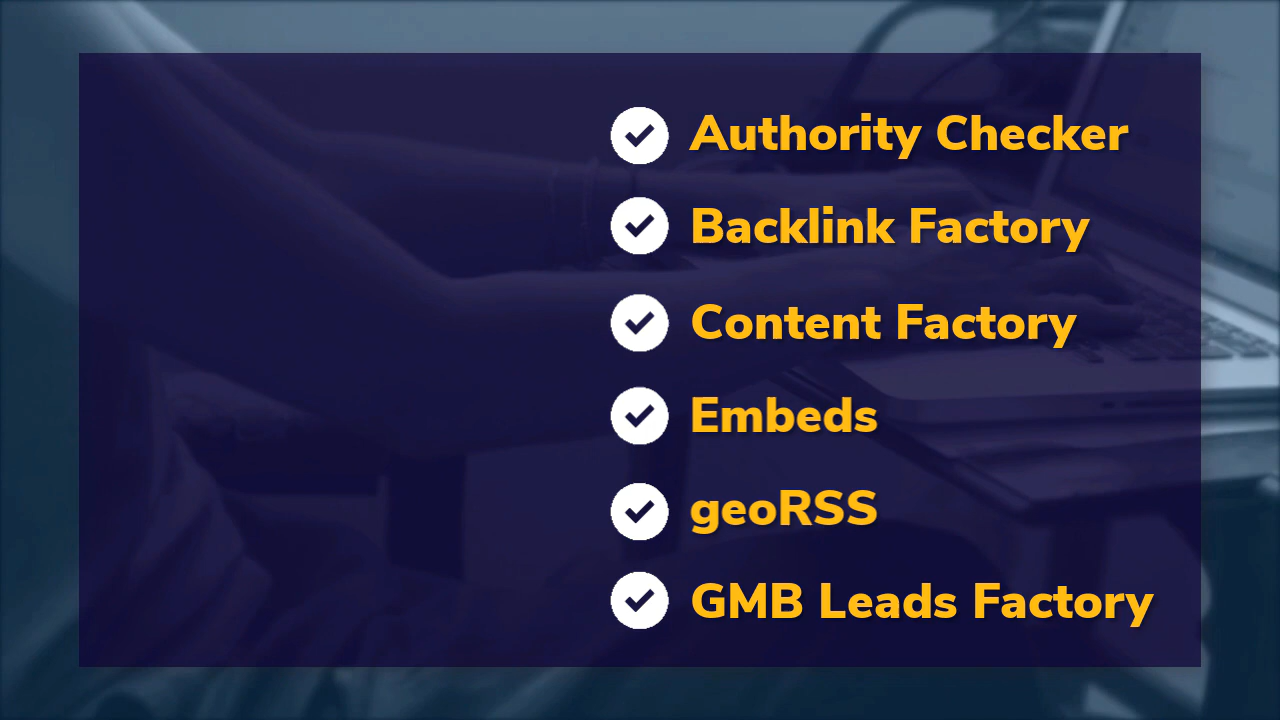 Authority Checker
Backlink Factory
Content Factory
Embeds
geoRSS
GMB Leads Factory